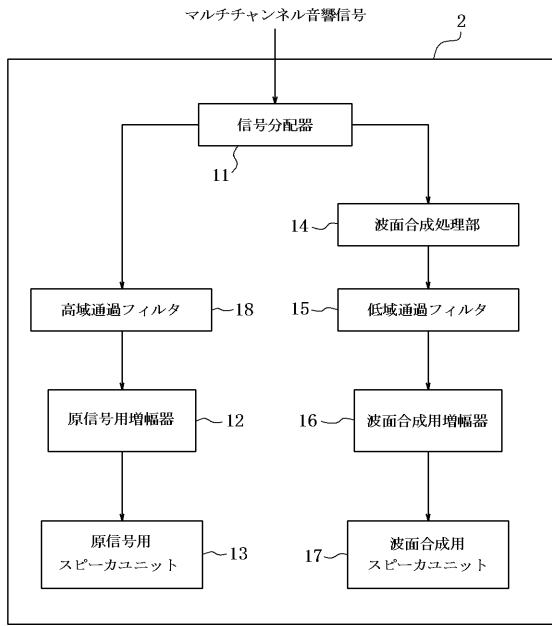 マルチチャンネル音響信号
2
信号分配器
11
14
波面合成処理部
高域通過フィルタ
18
15
低域通過フィルタ
原信号用増幅器
12
16
波面合成用増幅器
原信号用
スピーカユニット
13
17
波面合成用
スピーカユニット